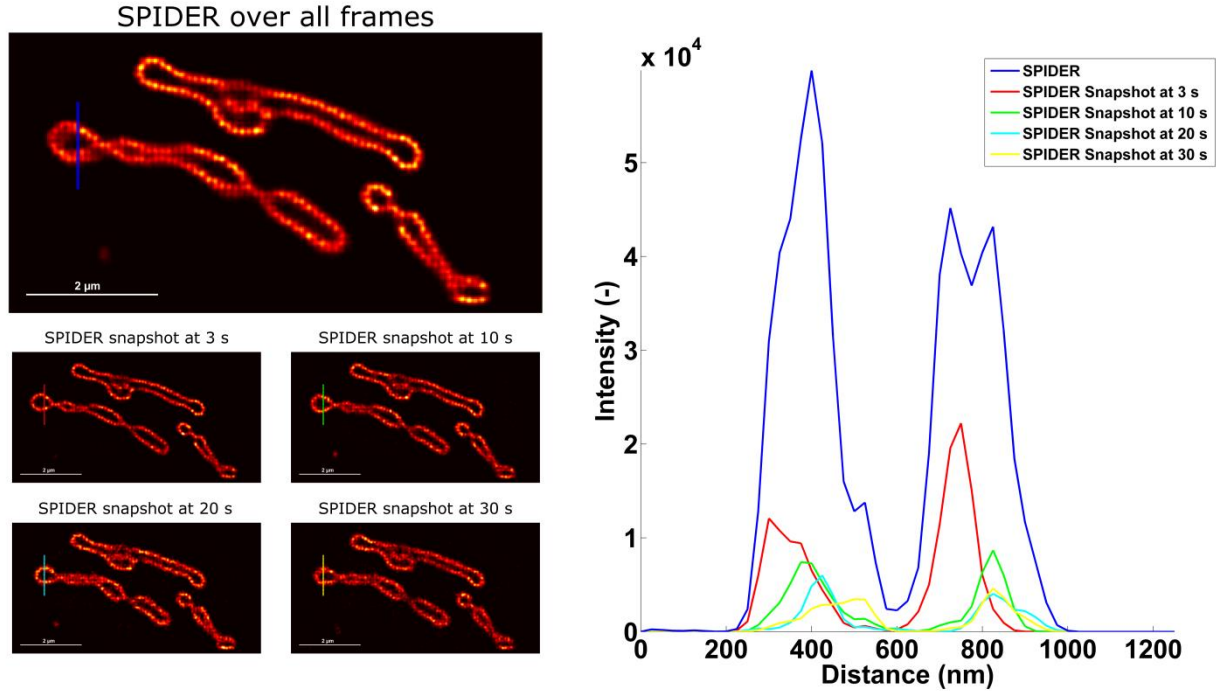 SPIDER over all frames
2 µm
SPIDER snapshot at 3 s
SPIDER snapshot at 10 s
2 µm
2 µm
SPIDER snapshot at 20 s
SPIDER snapshot at 30 s
2 µm
2 µm
x 10⁴
SPIDER
SPIDER Snapshot at 3 s
SPIDER Snapshot at 10 s
SPIDER Snapshot at 20 s
SPIDER Snapshot at 30 s
5
4
3
2
1
0
Intensity (-)
0 200 400 600 800 1000 1200
Distance (nm)